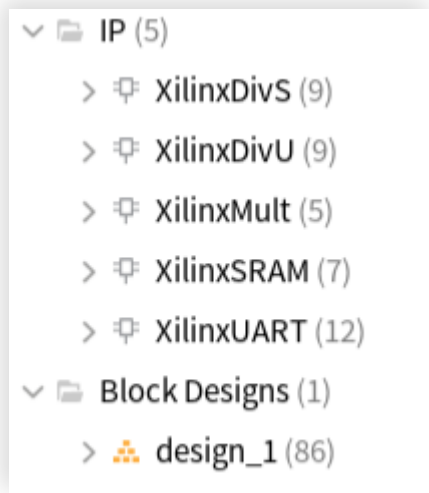 IP (5)
XilinxDivS (9)
XilinxDivU (9)
XilinxMult (5)
XilinxSRAM (7)
XilinxUART (12)
Block Designs (1)
design_1 (86)